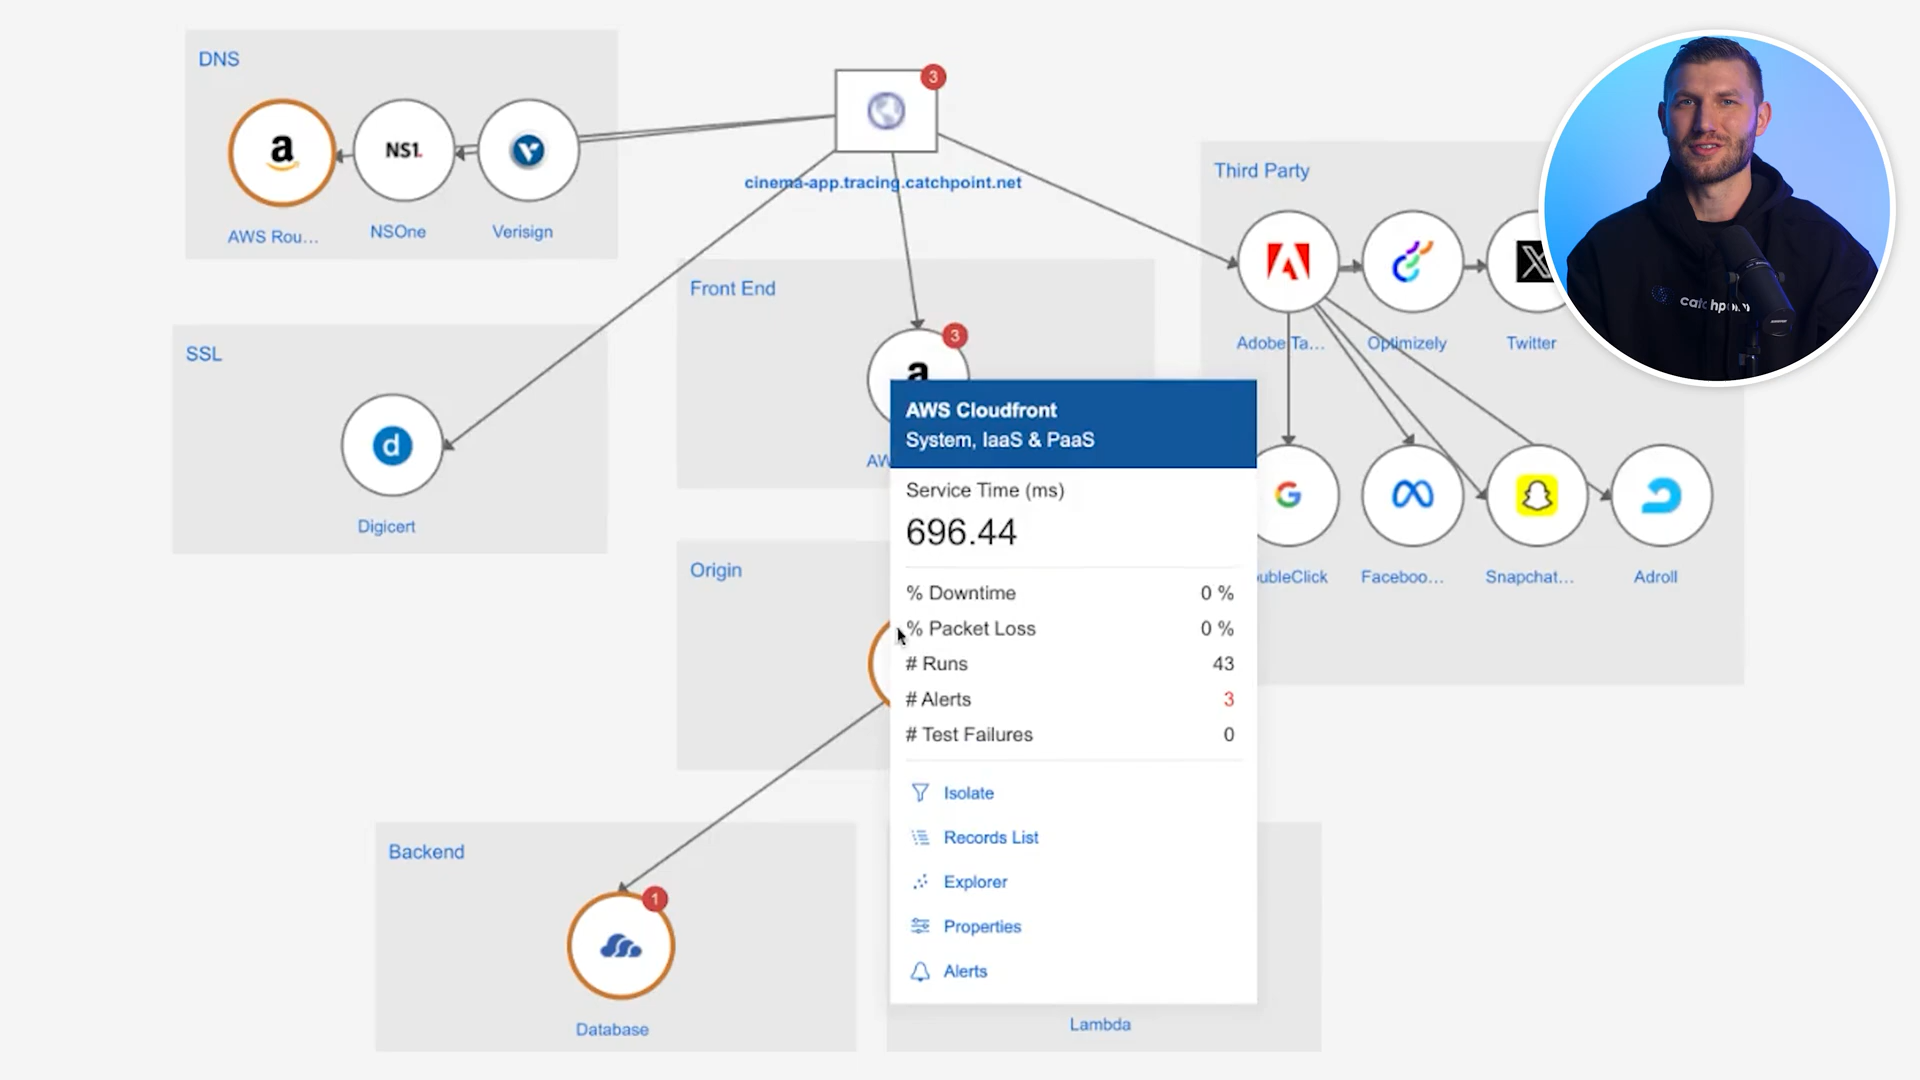 DNS
a
NS1.
AWS Rou...
NSOne
Verisign
3
cinema-app.tracing.catchpoint.net
Third Party
Adobe Ta...
Optimizely
Twitter
catchpoint
SSL
d
Digicert
Front End
3
a
AW
AWS Cloudfront
System, IaaS & PaaS
Service Time (ms)
696.44
% Downtime 0 %
% Packet Loss 0 %
# Runs 43
# Alerts 3
# Test Failures 0
Isolate
Records List
Explorer
Properties
Alerts
G
ubleClick
Faceboo...
Snapchat...
Adroll
Origin
Backend
1
Database
Lambda